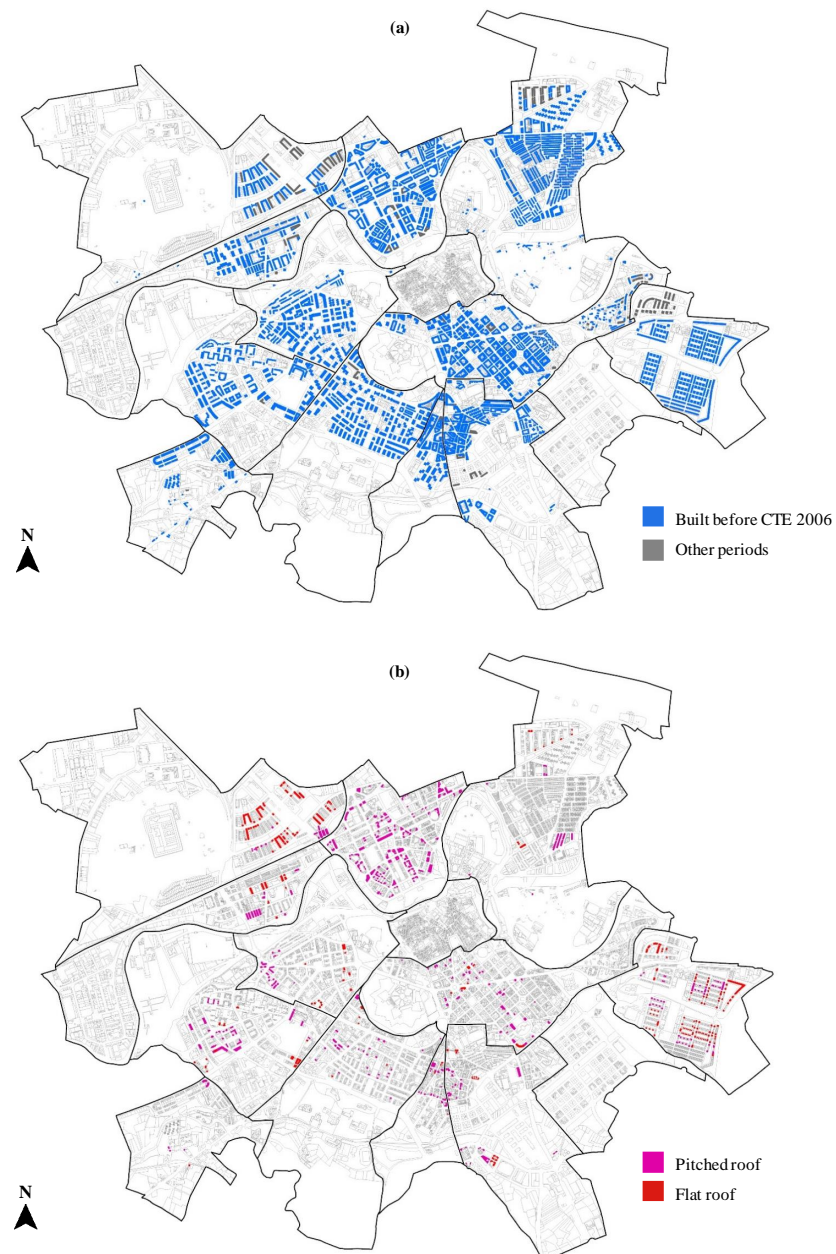 (a)
N
Built before CTE 2006
Other periods
(b)
N
Pitched roof
Flat roof